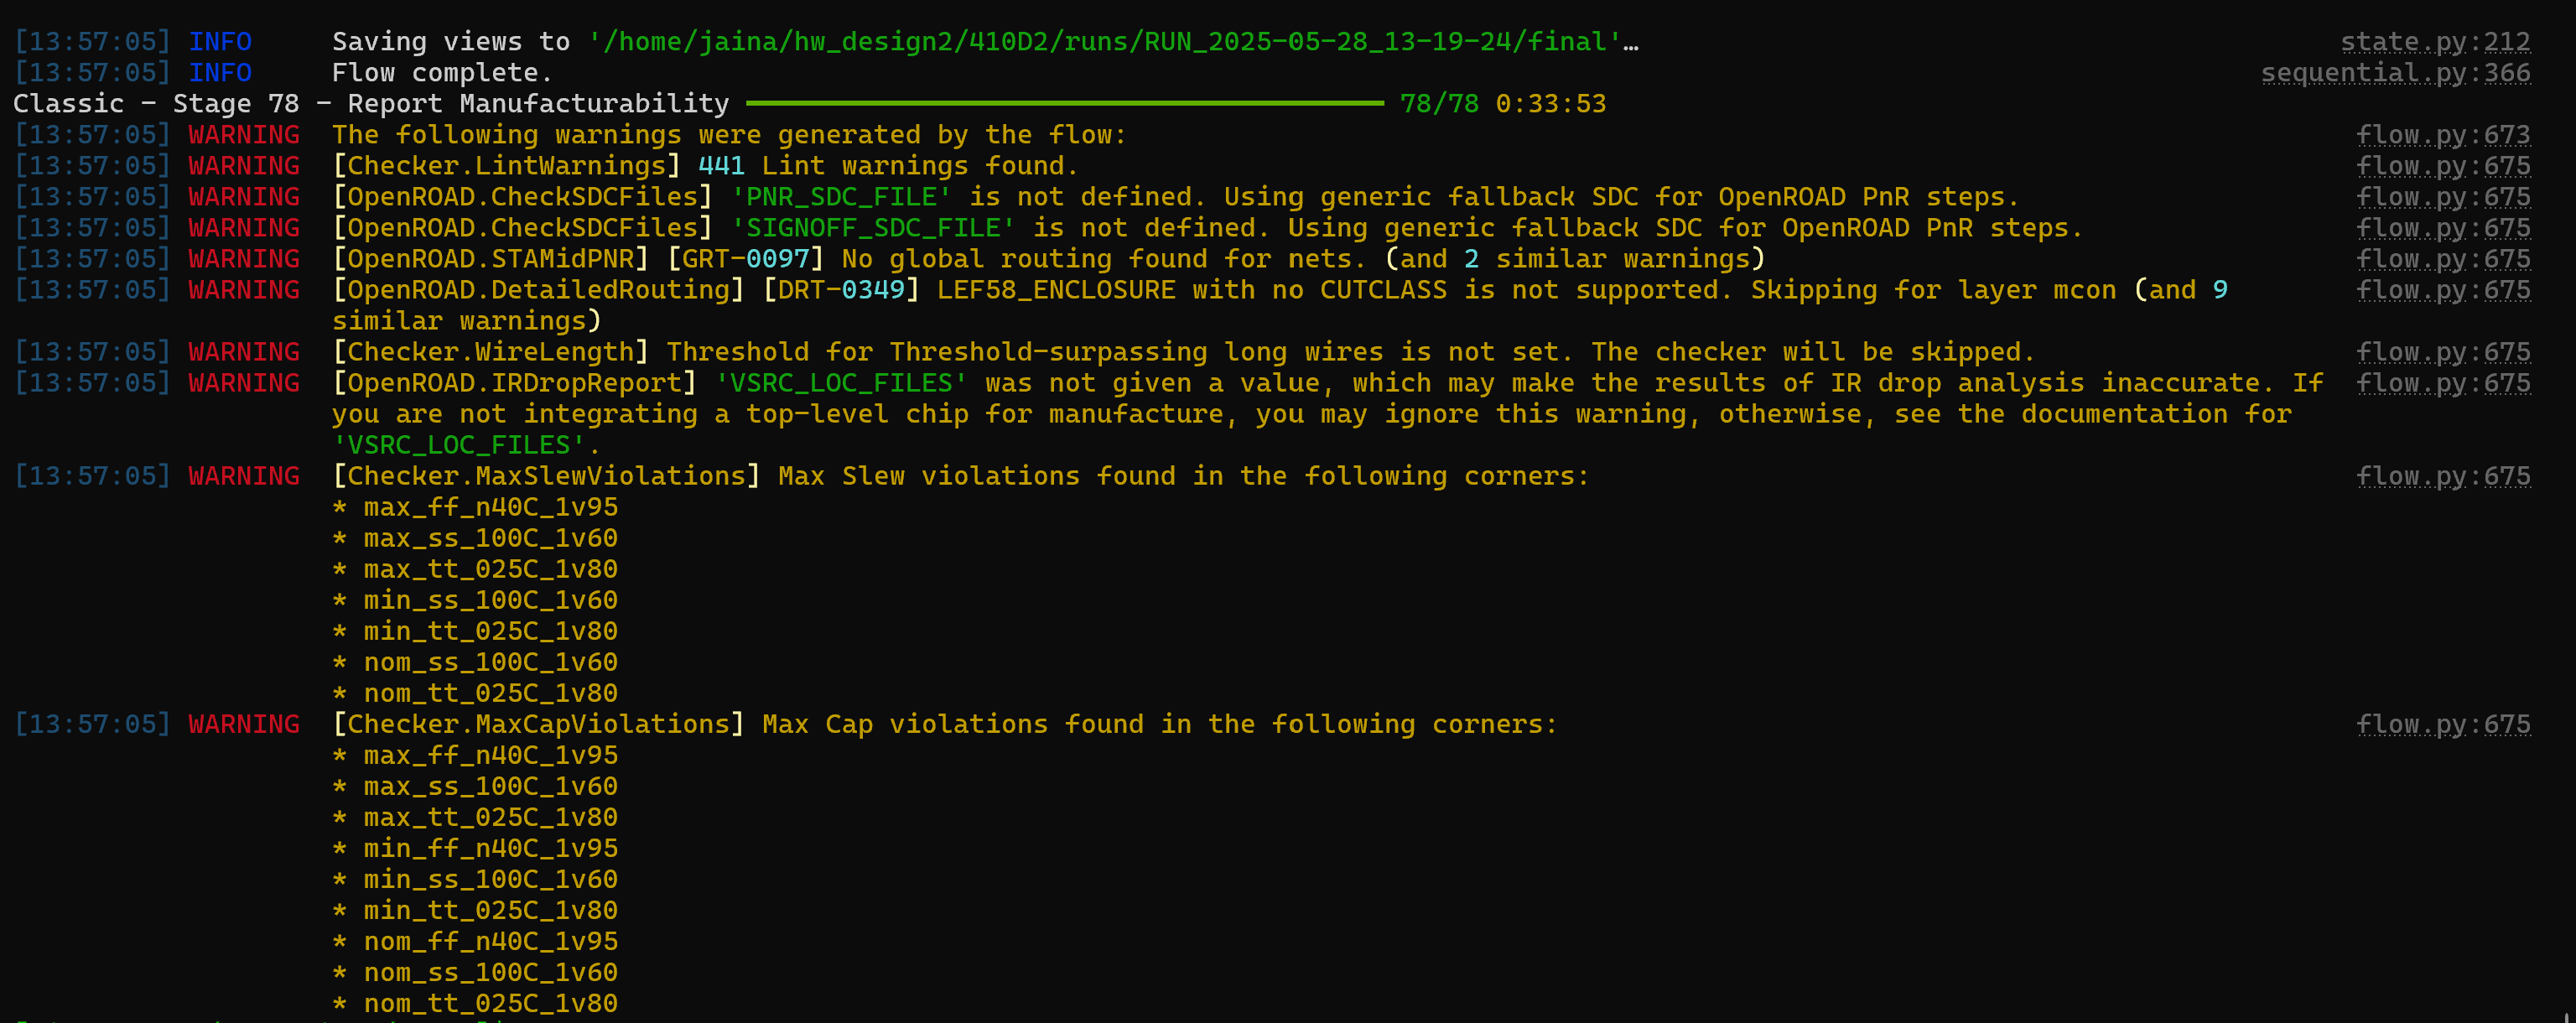 [13:57:05] INFO Saving views to '/home/jaina/hw_design2/410D2/runs/RUN_2025-05-28_13-19-24/final'… state.py:212
[13:57:05] INFO Flow complete. sequential.py:366
Classic - Stage 78 - Report Manufacturability 78/78 0:33:53
[13:57:05] WARNING The following warnings were generated by the flow: flow.py:673
[13:57:05] WARNING [Checker.LintWarnings] 441 Lint warnings found. flow.py:675
[13:57:05] WARNING [OpenROAD.CheckSDCFiles] 'PNR_SDC_FILE' is not defined. Using generic fallback SDC for OpenROAD PnR steps. flow.py:675
[13:57:05] WARNING [OpenROAD.CheckSDCFiles] 'SIGNOFF_SDC_FILE' is not defined. Using generic fallback SDC for OpenROAD PnR steps. flow.py:675
[13:57:05] WARNING [OpenROAD.STAMidPNR] [GRT-0097] No global routing found for nets. (and 2 similar warnings) flow.py:675
[13:57:05] WARNING [OpenROAD.DetailedRouting] [DRT-0349] LEF58_ENCLOSURE with no CUTCLASS is not supported. Skipping for layer mcon (and 9 flow.py:675
similar warnings)
[13:57:05] WARNING [Checker.WireLength] Threshold for Threshold-surpassing long wires is not set. The checker will be skipped. flow.py:675
[13:57:05] WARNING [OpenROAD.IRDropReport] 'VSRC_LOC_FILES' was not given a value, which may make the results of IR drop analysis inaccurate. If flow.py:675
you are not integrating a top-level chip for manufacture, you may ignore this warning, otherwise, see the documentation for
'VSRC_LOC_FILES'.
[13:57:05] WARNING [Checker.MaxSlewViolations] Max Slew violations found in the following corners: flow.py:675
* max_ff_n40C_1v95
* max_ss_100C_1v60
* max_tt_025C_1v80
* min_ss_100C_1v60
* min_tt_025C_1v80
* nom_ss_100C_1v60
* nom_tt_025C_1v80
[13:57:05] WARNING [Checker.MaxCapViolations] Max Cap violations found in the following corners: flow.py:675
* max_ff_n40C_1v95
* max_ss_100C_1v60
* max_tt_025C_1v80
* min_ff_n40C_1v95
* min_ss_100C_1v60
* min_tt_025C_1v80
* nom_ff_n40C_1v95
* nom_ss_100C_1v60
* nom_tt_025C_1v80